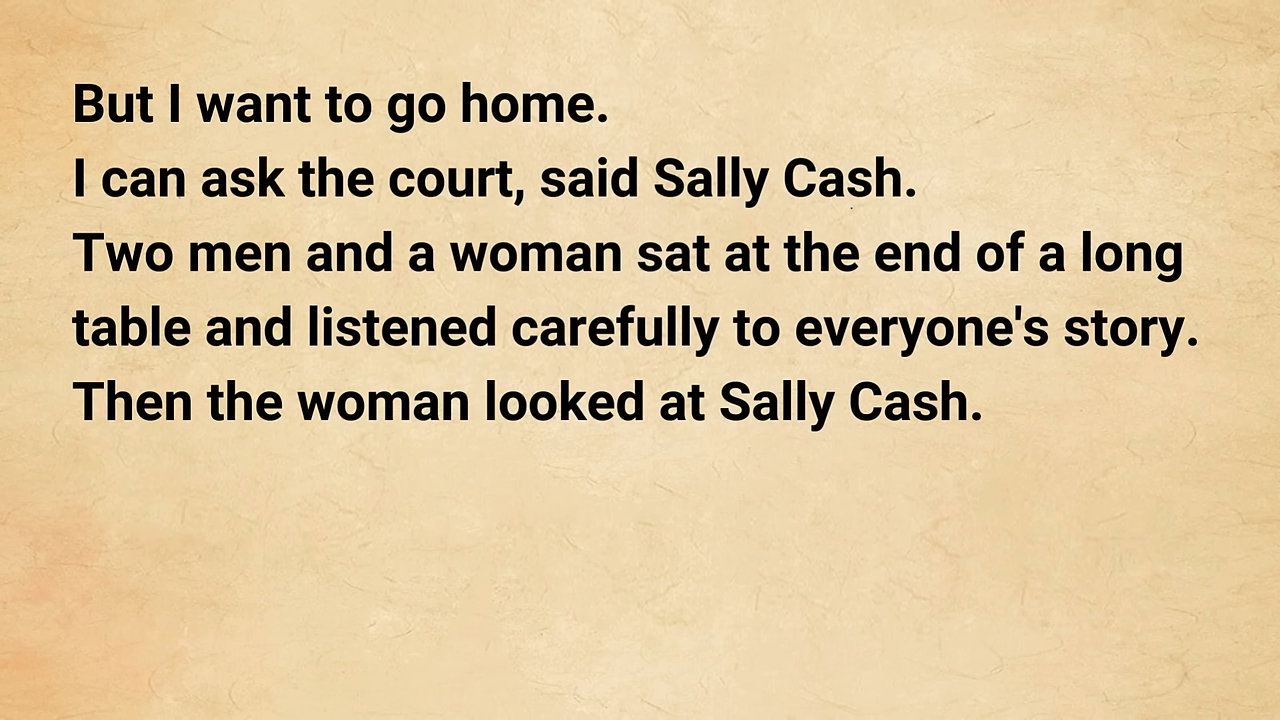 But I want to go home.
I can ask the court, said Sally Cash.
Two men and a woman sat at the end of a long
table and listened carefully to everyone's story.
Then the woman looked at Sally Cash.